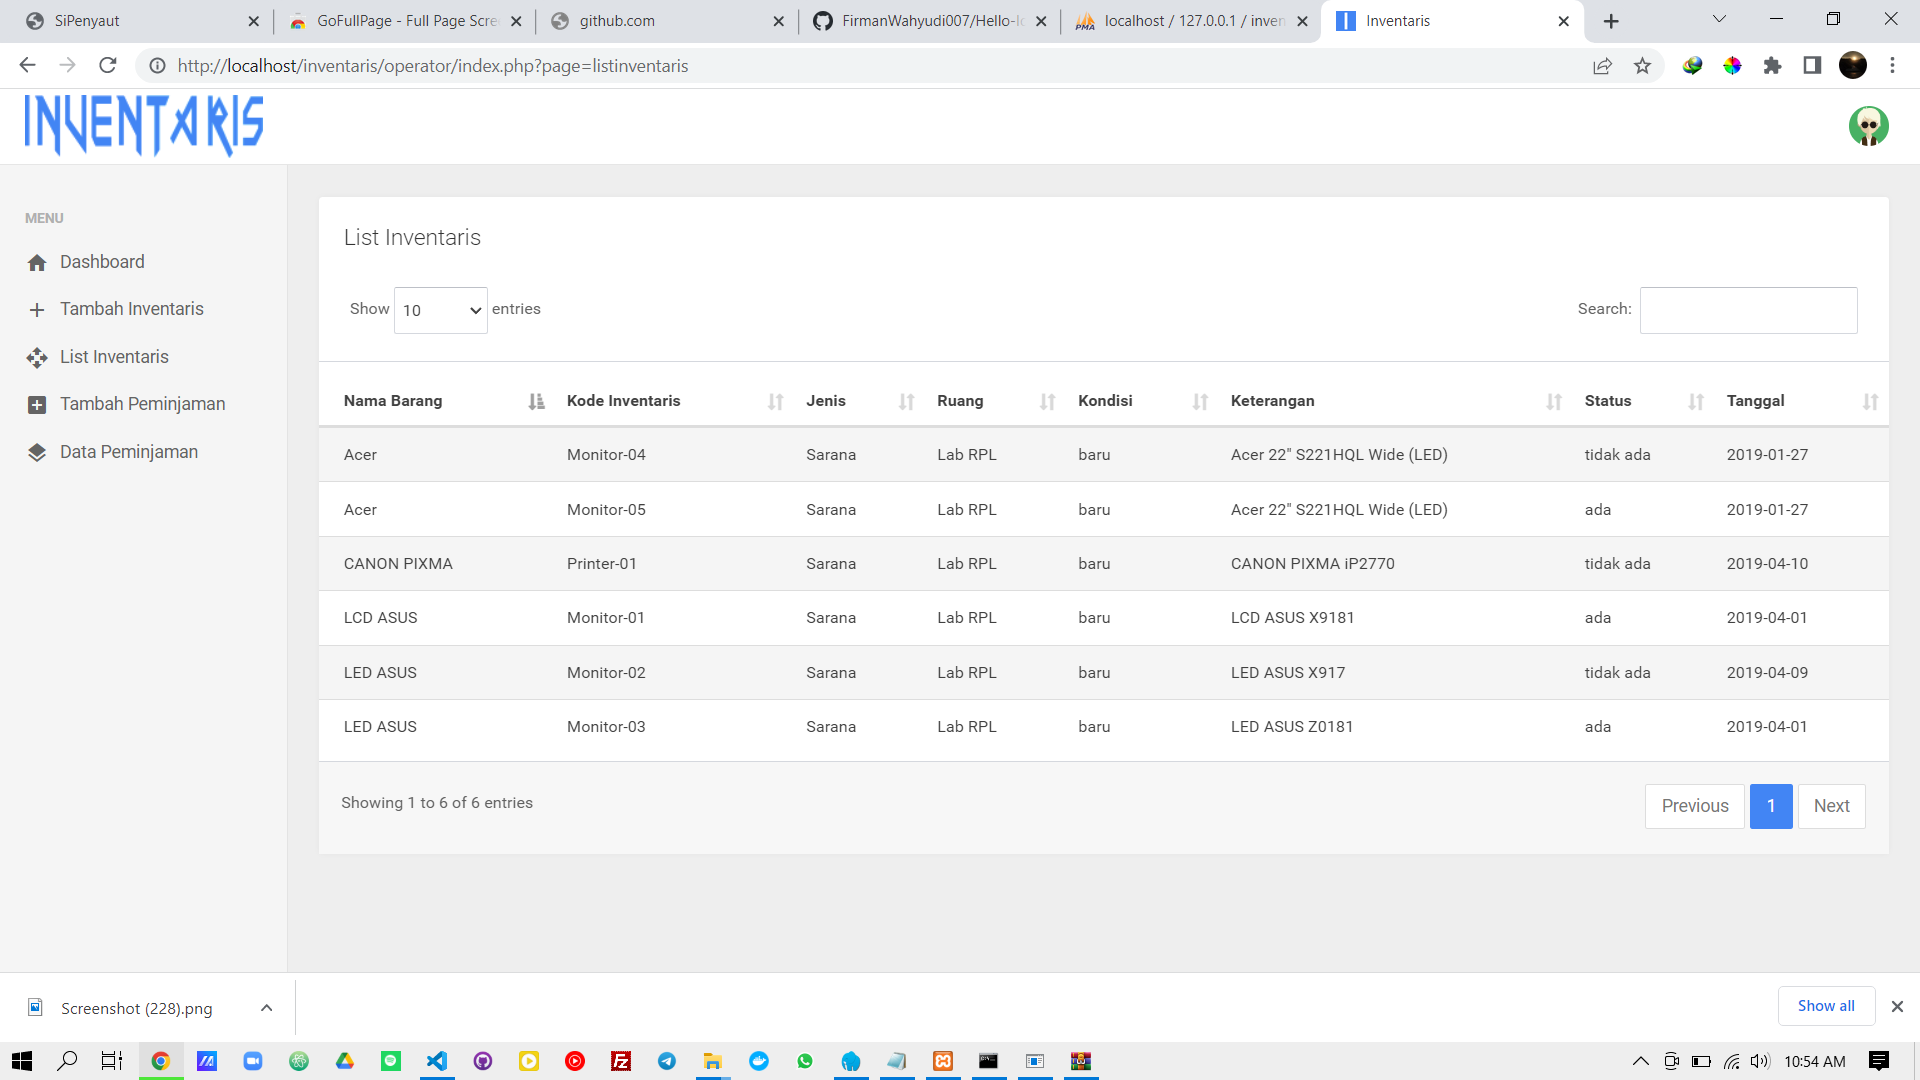 SiPenyaut
GoFullPage - Full Page Scre
github.com
FirmanWahyudi007/Hello-Id
localhost / 127.0.0.1 / inven
Inventaris
http://localhost/inventaris/operator/index.php?page=listinventaris
INVENTARIS
MENU
Dashboard
Tambah Inventaris
List Inventaris
Tambah Peminjaman
Data Peminjaman
List Inventaris
Show 10 entries
Search:
Nama Barang Kode Inventaris Jenis Ruang Kondisi Keterangan Status Tanggal
Acer Monitor-04 Sarana Lab RPL baru Acer 22" S221HQL Wide (LED) tidak ada 2019-01-27
Acer Monitor-05 Sarana Lab RPL baru Acer 22" S221HQL Wide (LED) ada 2019-01-27
CANON PIXMA Printer-01 Sarana Lab RPL baru CANON PIXMA iP2770 tidak ada 2019-04-10
LCD ASUS Monitor-01 Sarana Lab RPL baru LCD ASUS X9181 ada 2019-04-01
LED ASUS Monitor-02 Sarana Lab RPL baru LED ASUS X917 tidak ada 2019-04-09
LED ASUS Monitor-03 Sarana Lab RPL baru LED ASUS Z0181 ada 2019-04-01
Showing 1 to 6 of 6 entries
Previous 1 Next
Screenshot (228).png
Show all
10:54 AM